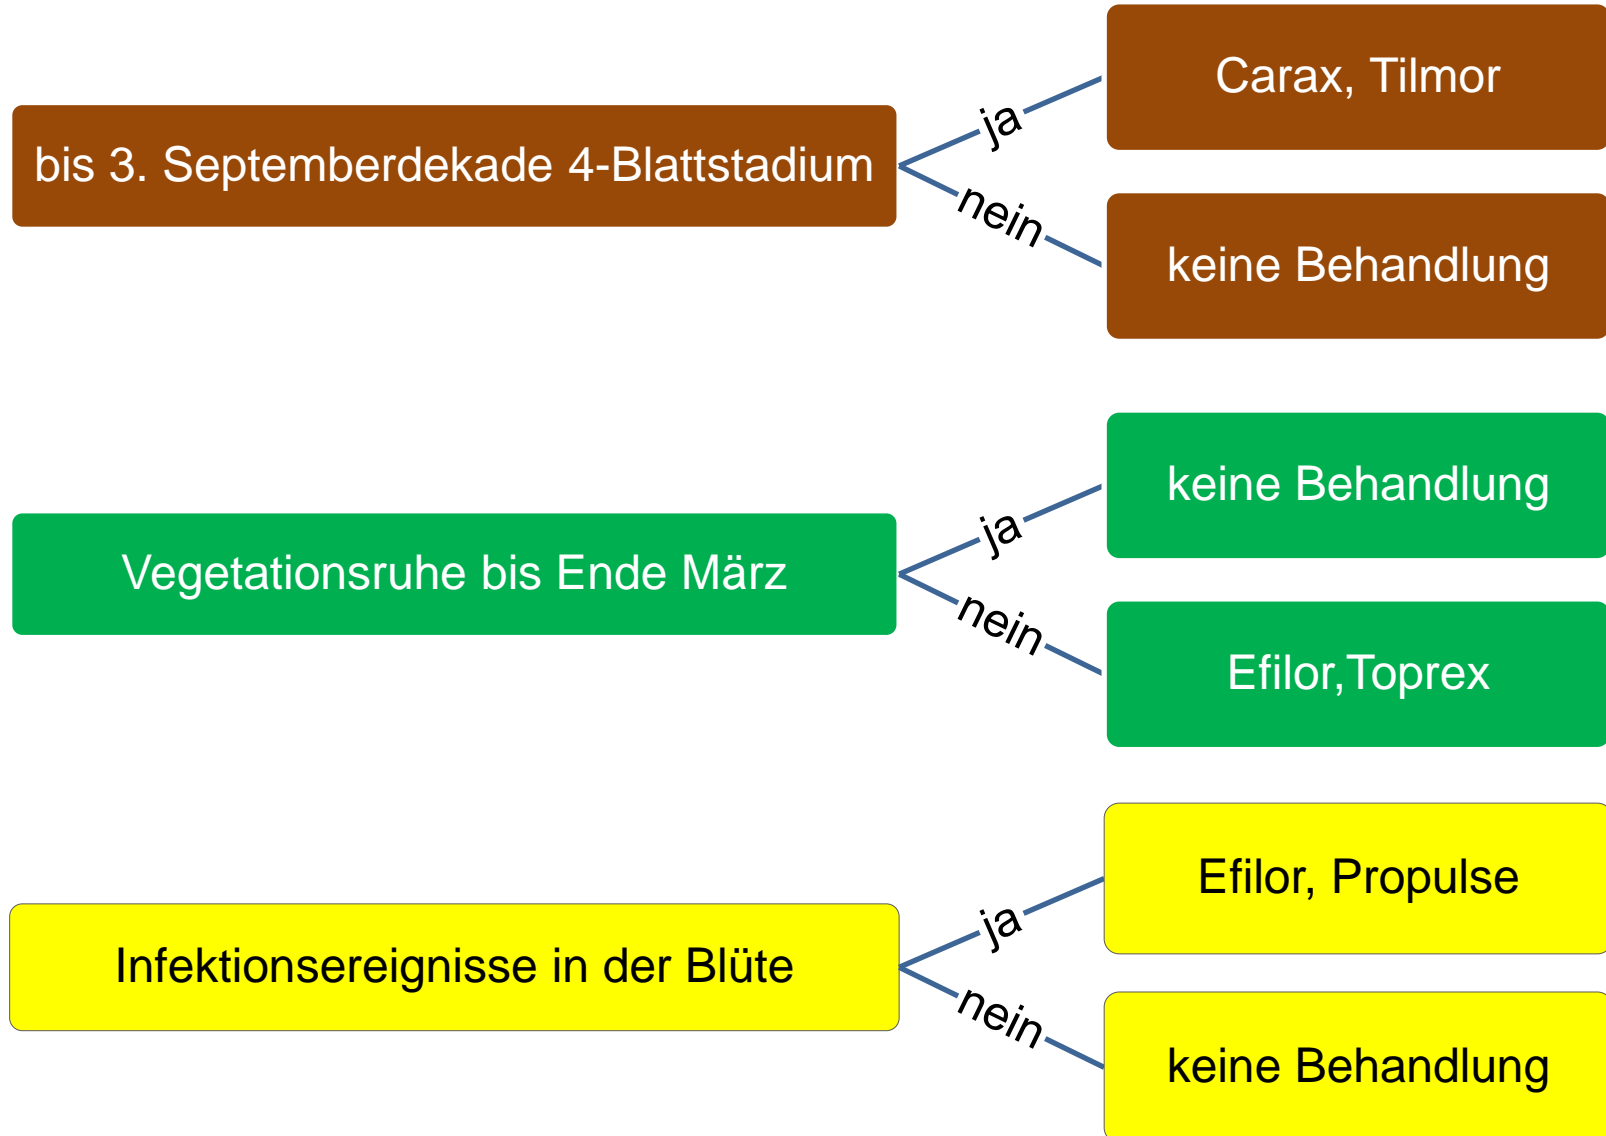 bis 3. Septemberdekade 4-Blattstadium
ja
Carax, Tilmor
nein
keine Behandlung
Vegetationsruhe bis Ende März
ja
keine Behandlung
nein
Efilor,Toprex
Infektionsereignisse in der Blüte
ja
Efilor, Propulse
nein
keine Behandlung